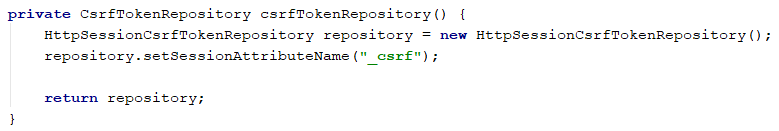 private CsrfTokenRepository csrfTokenRepository() {
    HttpSessionCsrfTokenRepository repository = new HttpSessionCsrfTokenRepository();
    repository.setSessionAttributeName("_csrf");

    return repository;
}